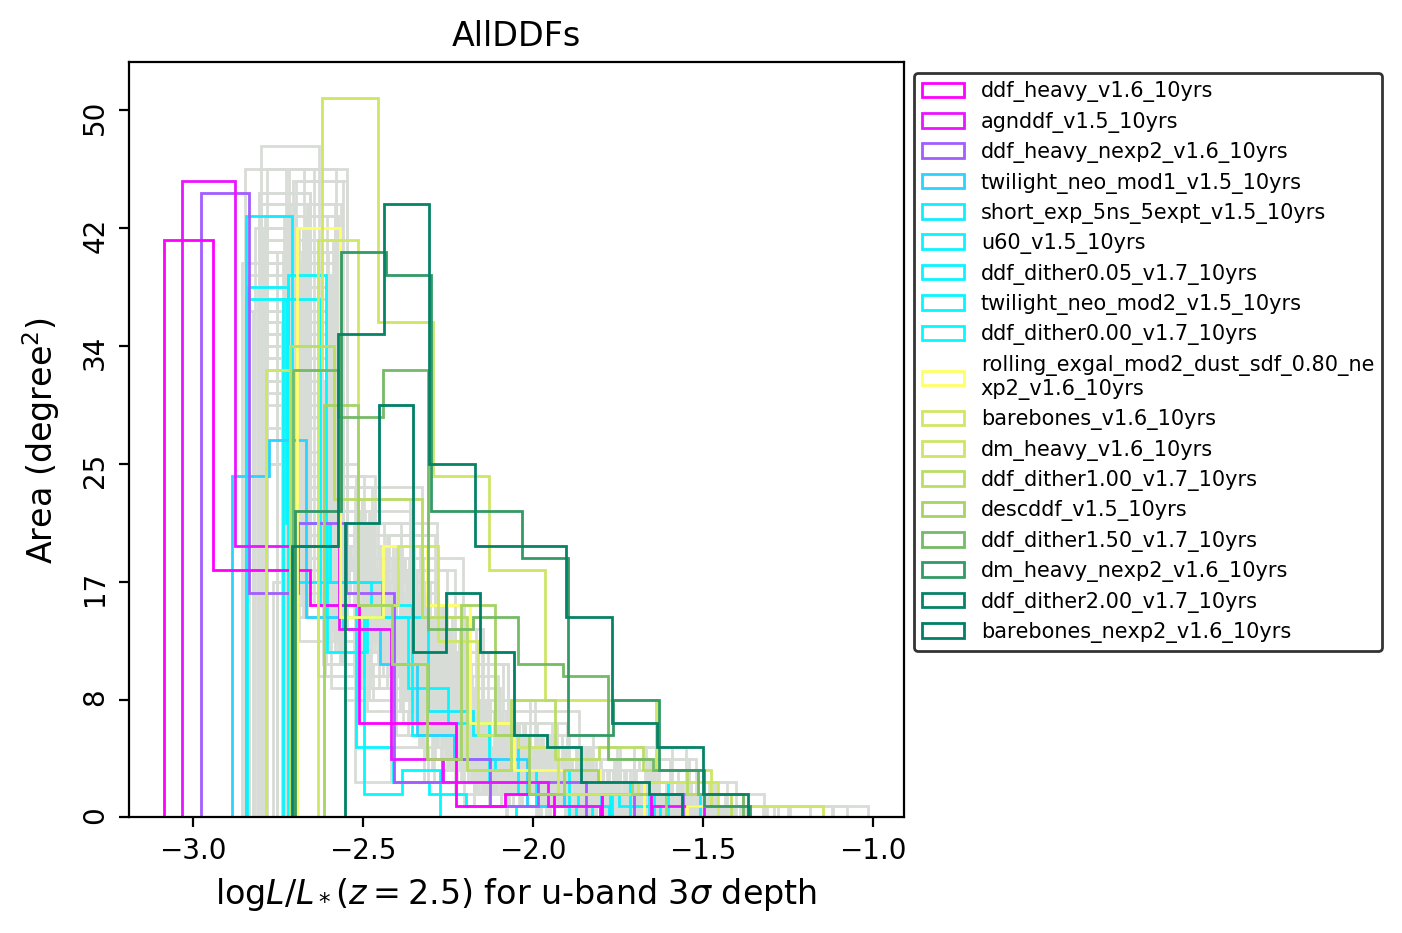 AllDDFs
50
42
34
25
17
8
0
Area (degree²)
−3.0 −2.5 −2.0 −1.5 −1.0
logL/L*(z = 2.5) for u-band 3σ depth
ddf_heavy_v1.6_10yrs
agnddf_v1.5_10yrs
ddf_heavy_nexp2_v1.6_10yrs
twilight_neo_mod1_v1.5_10yrs
short_exp_5ns_5expt_v1.5_10yrs
u60_v1.5_10yrs
ddf_dither0.05_v1.7_10yrs
twilight_neo_mod2_v1.5_10yrs
ddf_dither0.00_v1.7_10yrs
rolling_exgal_mod2_dust_sdf_0.80_ne
xp2_v1.6_10yrs
barebones_v1.6_10yrs
dm_heavy_v1.6_10yrs
ddf_dither1.00_v1.7_10yrs
descddf_v1.5_10yrs
ddf_dither1.50_v1.7_10yrs
dm_heavy_nexp2_v1.6_10yrs
ddf_dither2.00_v1.7_10yrs
barebones_nexp2_v1.6_10yrs